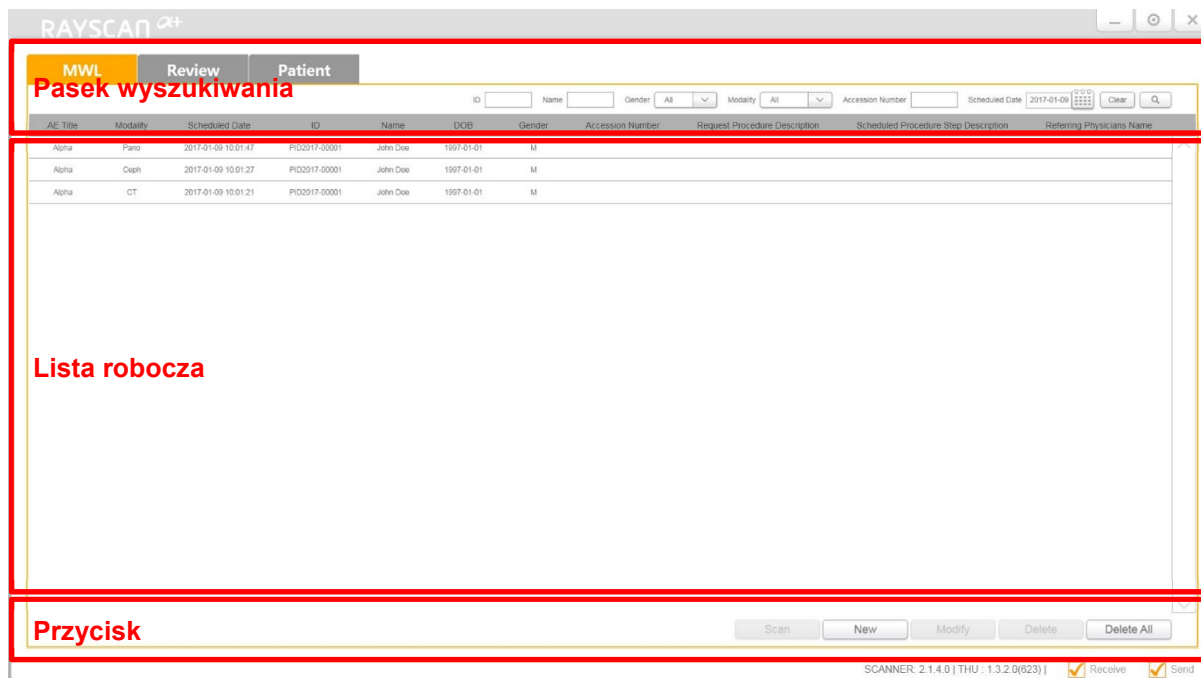 RAYSCAN α+
MWL Review Patient
Pasek wyszukiwania
ID Name Gender All Modality All Accession Number Scheduled Date 2017-01-09 Clear
AE Title Modality Scheduled Date ID Name DOB Gender Accession Number Request Procedure Description Scheduled Procedure Step Description Referring Physicians Name
Alpha Pano 2017-01-09 10:01:47 PID2017-00001 John Doe 1997-01-01 M
Alpha Ceph 2017-01-09 10:01:27 PID2017-00001 John Doe 1997-01-01 M
Alpha CT 2017-01-09 10:01:21 PID2017-00001 John Doe 1997-01-01 M
Lista robocza
Przycisk
Scan New Modify Delete Delete All
SCANNER: 2.1.4.0 | THU : 1.3.2.0(623) | Receive Send